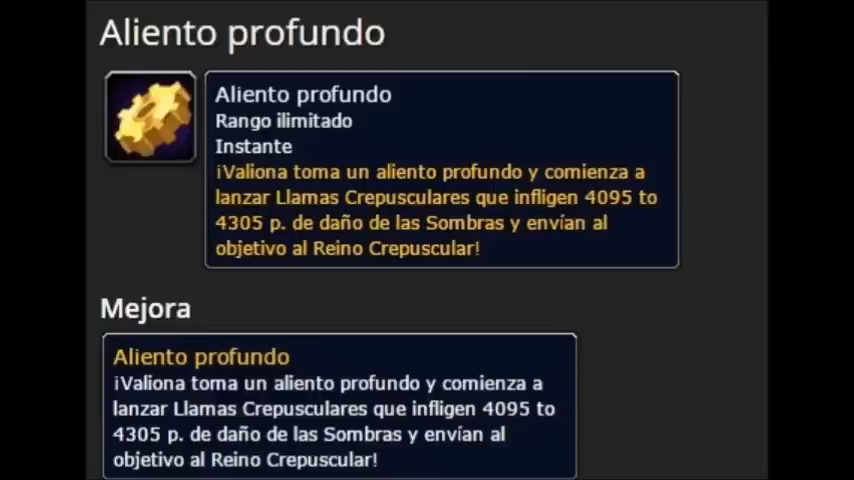 Aliento profundo
Aliento profundo
Rango ilimitado
Instante
¡Valiona toma un aliento profundo y comienza a
lanzar Llamas Crepusculares que infligen 4095 to
4305 p. de daño de las Sombras y envían al
objetivo al Reino Crepuscular!
Mejora
Aliento profundo
¡Valiona toma un aliento profundo y comienza a
lanzar Llamas Crepusculares que infligen 4095 to
4305 p. de daño de las Sombras y envían al
objetivo al Reino Crepuscular!